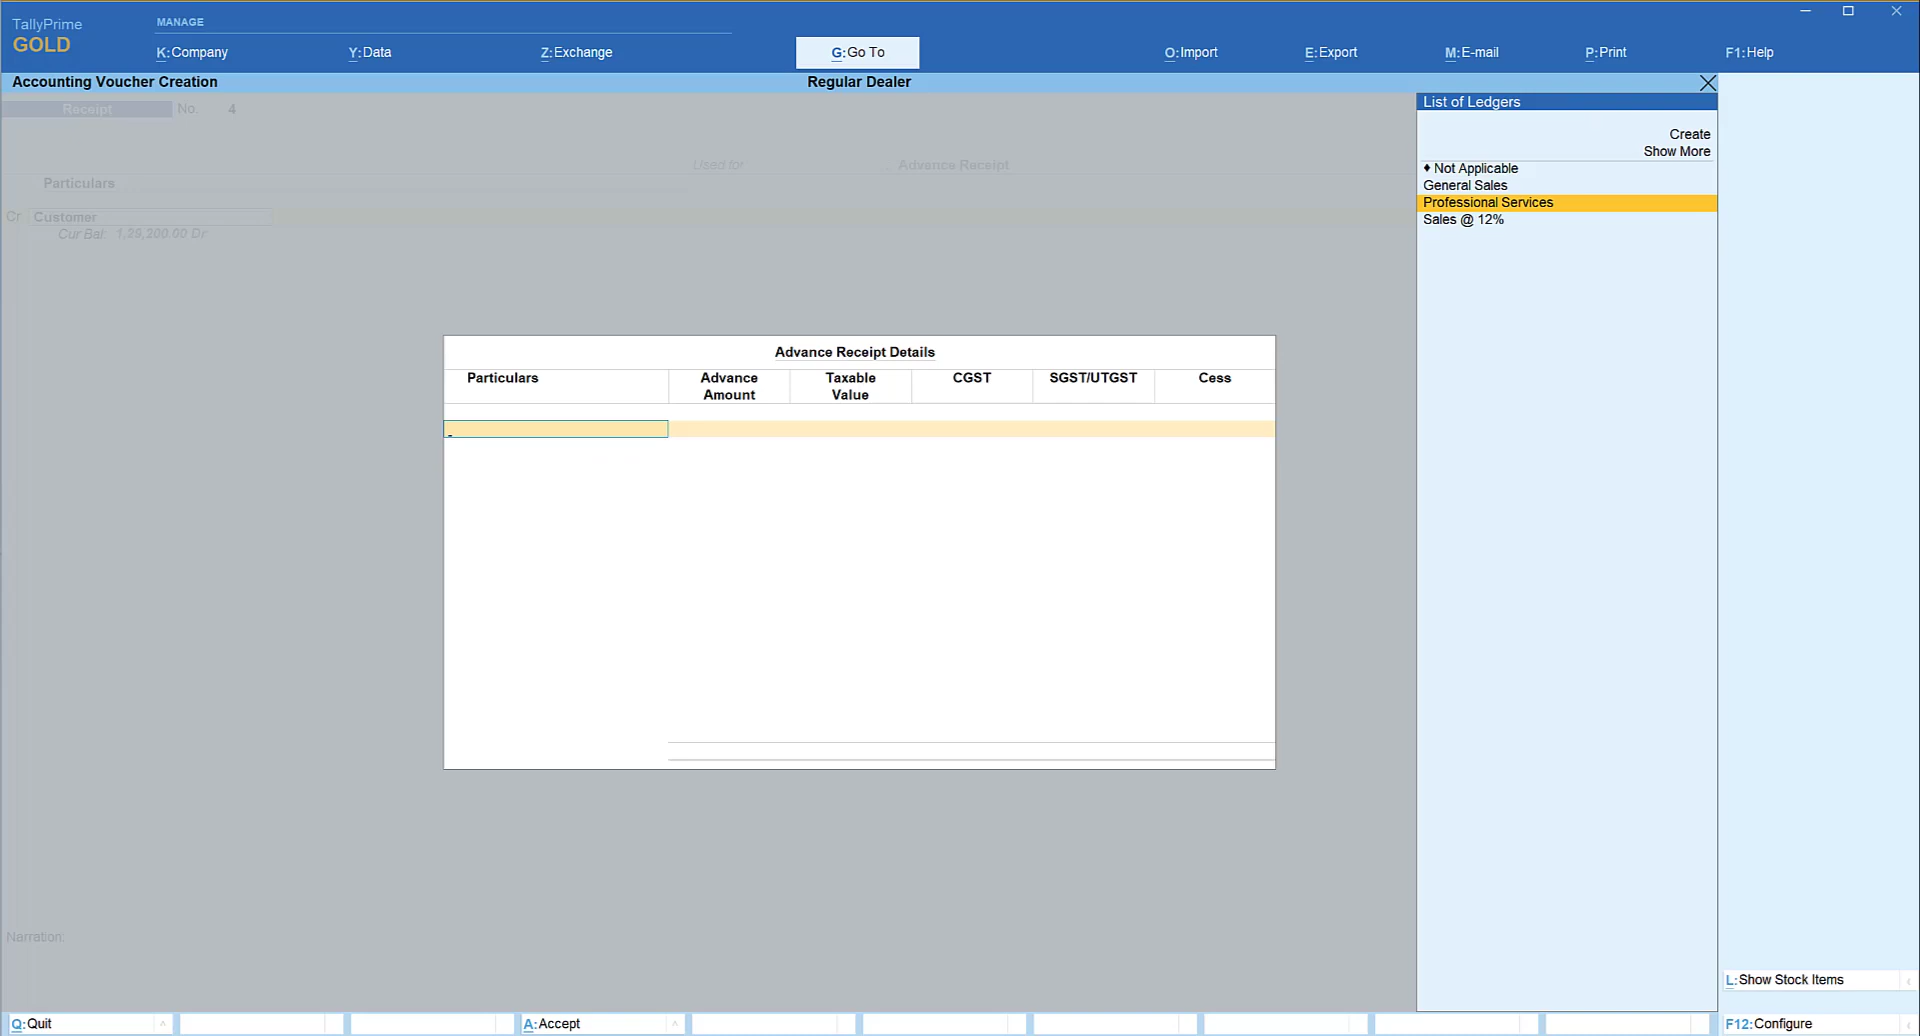 TallyPrime
GOLD
MANAGE
K:Company
Y:Data
Z:Exchange
G:Go To
O:Import
E:Export
M:E-mail
P:Print
F1:Help
Accounting Voucher Creation
Regular Dealer
Receipt No. 4
Used for : Advance Receipt
Particulars
Cr Customer
Cur Bal: 1,29,200.00 Dr
Advance Receipt Details
Particulars
Advance Amount
Taxable Value
CGST
SGST/UTGST
Cess
Narration:
List of Ledgers
Create
Show More
♦ Not Applicable
General Sales
Professional Services
Sales @ 12%
L:Show Stock Items
Q:Quit
A:Accept
F12:Configure